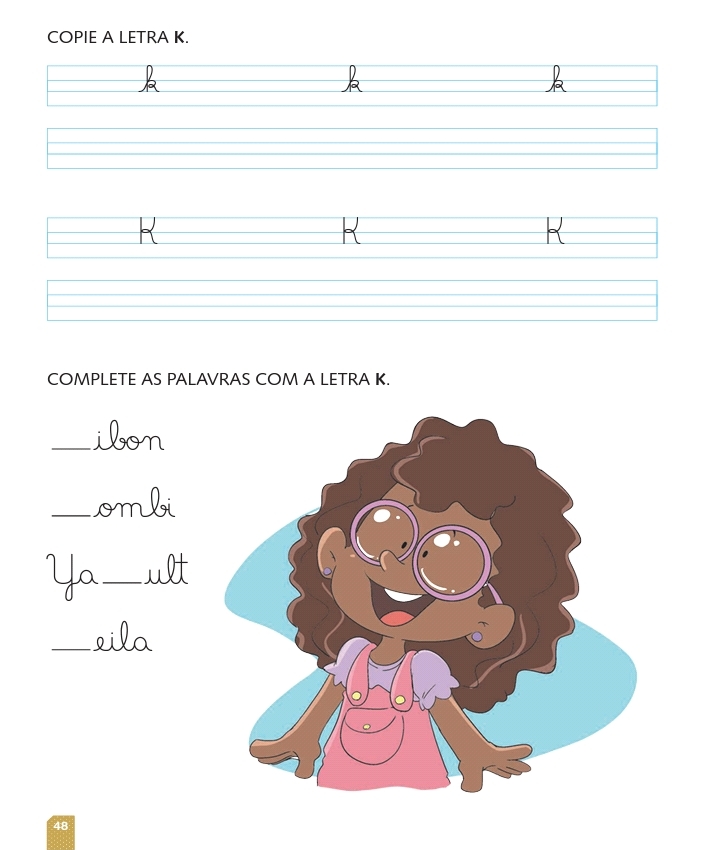 COPIE A LETRA K.
k k k
K K K
COMPLETE AS PALAVRAS COM A LETRA K.
___ibon
___ombi
Ya___ult
___eila
48